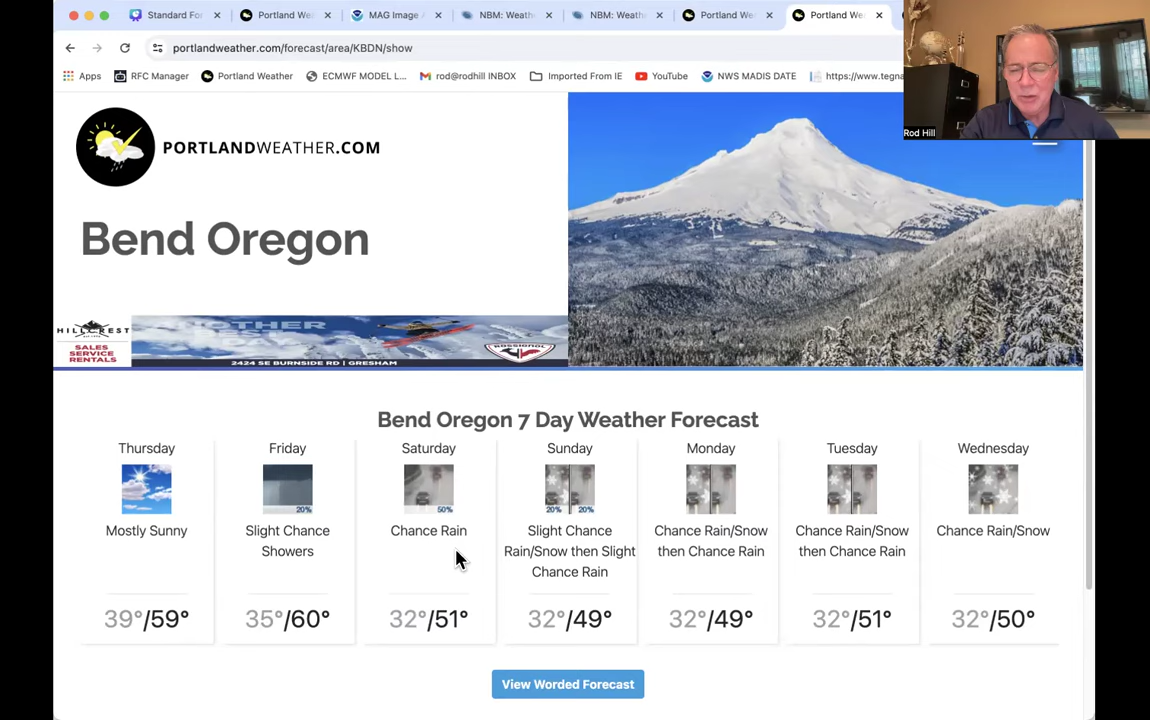 Standard For
Portland Wea
MAG Image
NBM: Weath
NBM: Weath
Portland We
Portland Wea
portlandweather.com/forecast/area/KBDN/show
Apps
RFC Manager
Portland Weather
ECMWF MODEL L...
rod@rodhill INBOX
Imported From IE
YouTube
NWS MADIS DATE
https://www.tegna
Rod Hill
PORTLANDWEATHER.COM
Bend Oregon
HILLCREST
SALES
SERVICE
RENTALS
2424 SE BURNSIDE RD | GRESHAM
ROSSIGNOL
Bend Oregon 7 Day Weather Forecast
Thursday
Friday
Saturday
Sunday
Monday
Tuesday
Wednesday
20%
50%
20% 20%
Mostly Sunny
Slight Chance
Showers
Chance Rain
Slight Chance
Rain/Snow then Slight
Chance Rain
Chance Rain/Snow
then Chance Rain
Chance Rain/Snow
then Chance Rain
Chance Rain/Snow
39°/59°
35°/60°
32°/51°
32°/49°
32°/49°
32°/51°
32°/50°
View Worded Forecast